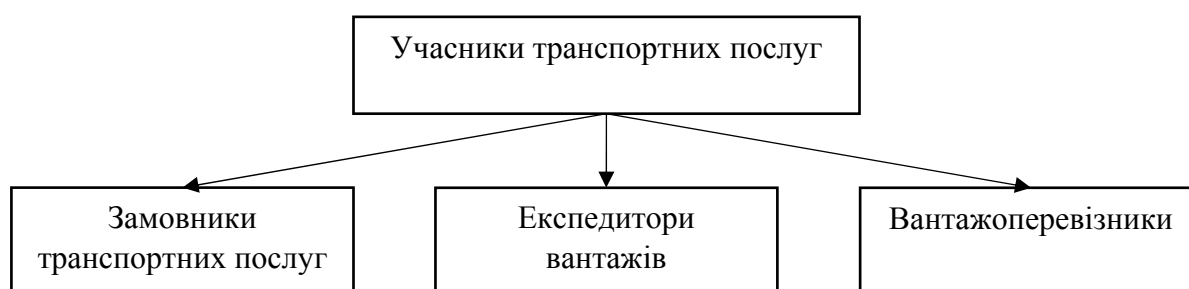 Учасники транспортних послуг
Замовники
транспортних послуг
Експедитори
вантажів
Вантажоперевізники